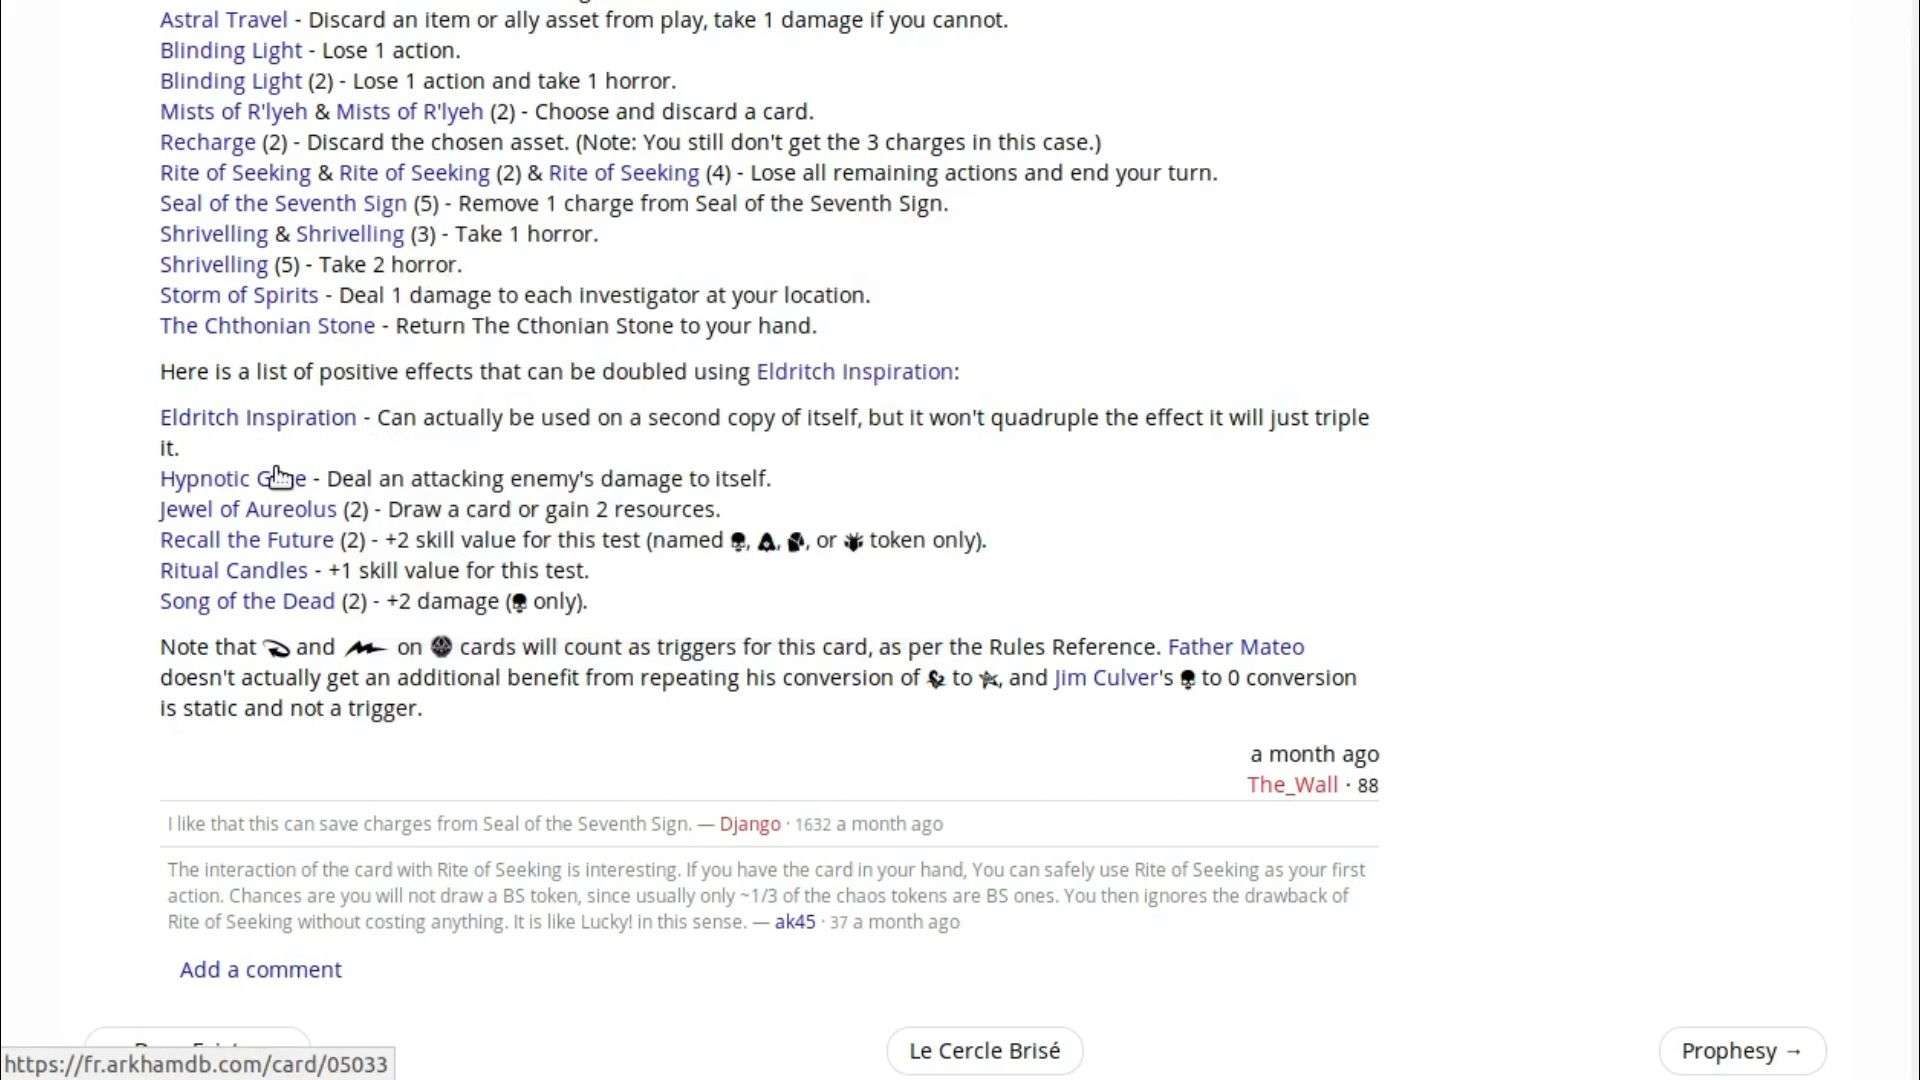 Astral Travel - Discard an item or ally asset from play, take 1 damage if you cannot.
Blinding Light - Lose 1 action.
Blinding Light (2) - Lose 1 action and take 1 horror.
Mists of R'lyeh & Mists of R'lyeh (2) - Choose and discard a card.
Recharge (2) - Discard the chosen asset. (Note: You still don't get the 3 charges in this case.)
Rite of Seeking & Rite of Seeking (2) & Rite of Seeking (4) - Lose all remaining actions and end your turn.
Seal of the Seventh Sign (5) - Remove 1 charge from Seal of the Seventh Sign.
Shrivelling & Shrivelling (3) - Take 1 horror.
Shrivelling (5) - Take 2 horror.
Storm of Spirits - Deal 1 damage to each investigator at your location.
The Chthonian Stone - Return The Cthonian Stone to your hand.
Here is a list of positive effects that can be doubled using Eldritch Inspiration:
Eldritch Inspiration - Can actually be used on a second copy of itself, but it won't quadruple the effect it will just triple
it.
Hypnotic - Deal an attacking enemy's damage to itself.
Jewel of Aureolus (2) - Draw a card or gain 2 resources.
Recall the Future (2) - +2 skill value for this test (named , , , or token only).
Ritual Candles - +1 skill value for this test.
Song of the Dead (2) - +2 damage ( only).
Note that and on cards will count as triggers for this card, as per the Rules Reference. Father Mateo
doesn't actually get an additional benefit from repeating his conversion of to , and Jim Culver's to 0 conversion
is static and not a trigger.
a month ago
The_Wall · 88
I like that this can save charges from Seal of the Seventh Sign. — Django · 1632 a month ago
The interaction of the card with Rite of Seeking is interesting. If you have the card in your hand, You can safely use Rite of Seeking as your first
action. Chances are you will not draw a BS token, since usually only ~1/3 of the chaos tokens are BS ones. You then ignores the drawback of
Rite of Seeking without costing anything. It is like Lucky! in this sense. — ak45 · 37 a month ago
Add a comment
Le Cercle Brisé
Prophesy →
https://fr.arkhamdb.com/card/05033